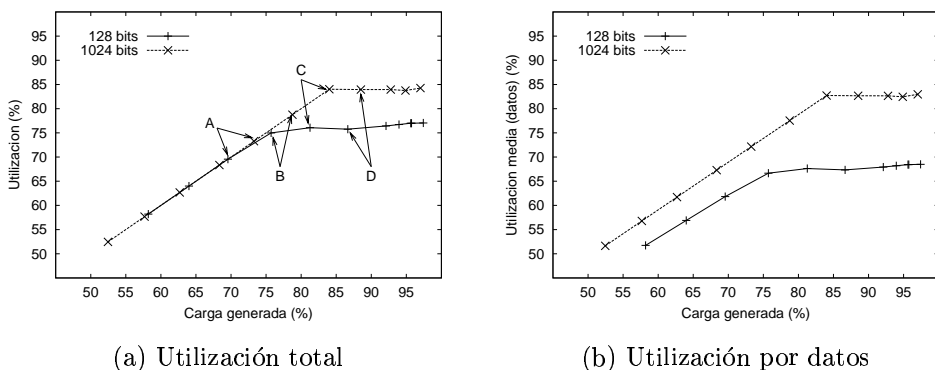 128 bits
1024 bits
Utilizacion (%)
95
90
85
80
75
70
65
60
55
50
A
B
C
D
50 55 60 65 70 75 80 85 90 95
Carga generada (%)
(a) Utilización total
128 bits
1024 bits
Utilizacion media (datos) (%)
95
90
85
80
75
70
65
60
55
50
50 55 60 65 70 75 80 85 90 95
Carga generada (%)
(b) Utilización por datos